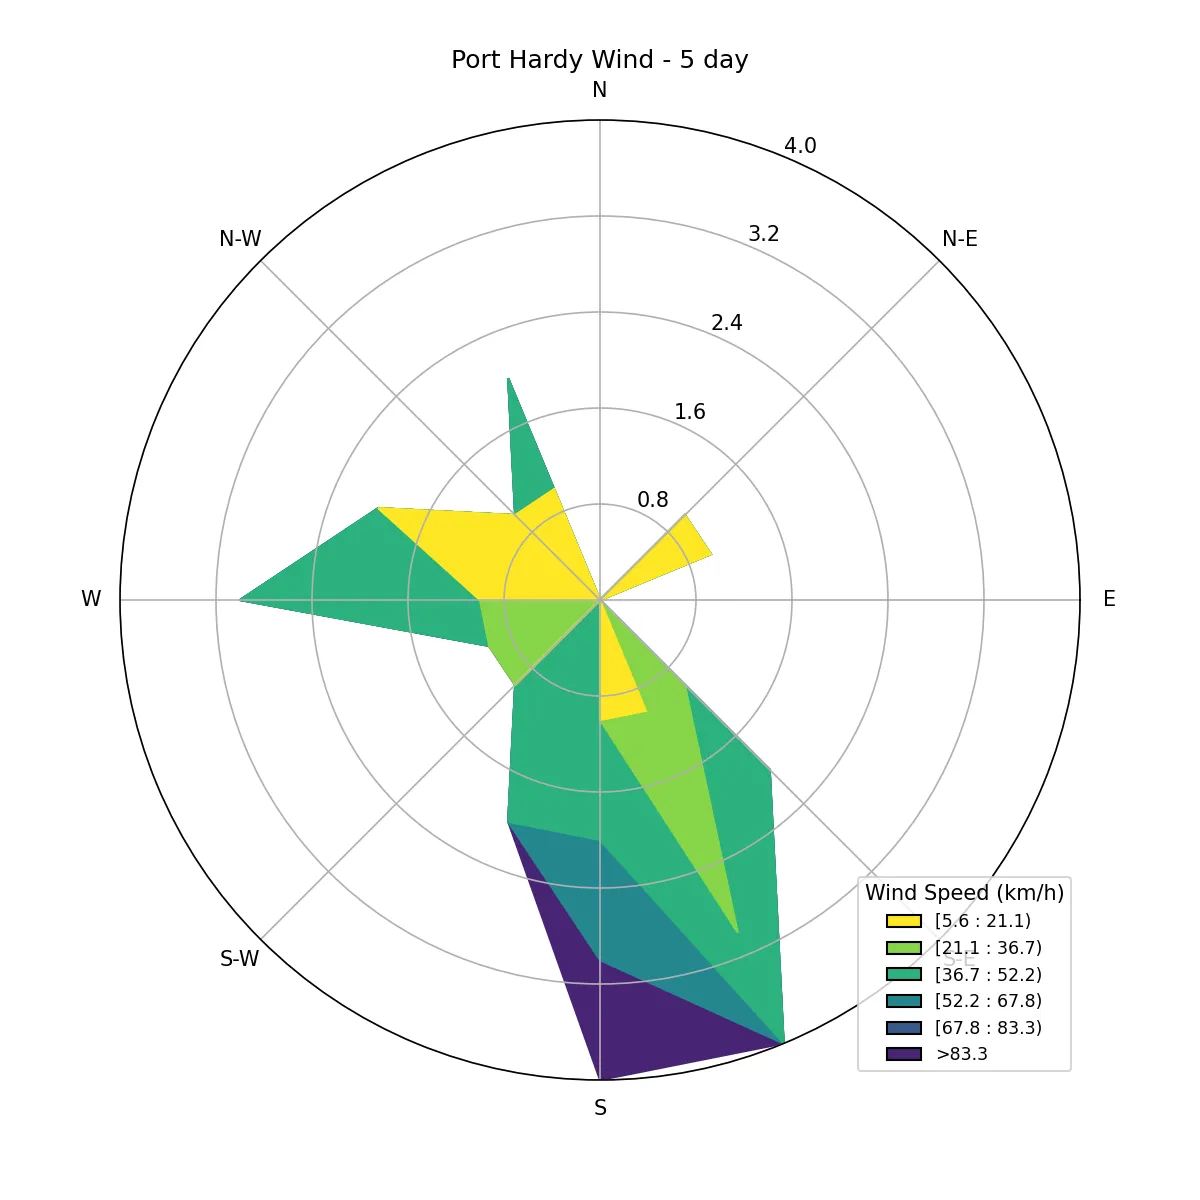 Port Hardy Wind - 5 day
N
4.0
N-W
N-E
3.2
2.4
1.6
0.8
W
E
Wind Speed (km/h)
[5.6 : 21.1)
[21.1 : 36.7)
S-W
S-E
[36.7 : 52.2)
[52.2 : 67.8)
[67.8 : 83.3)
>83.3
S